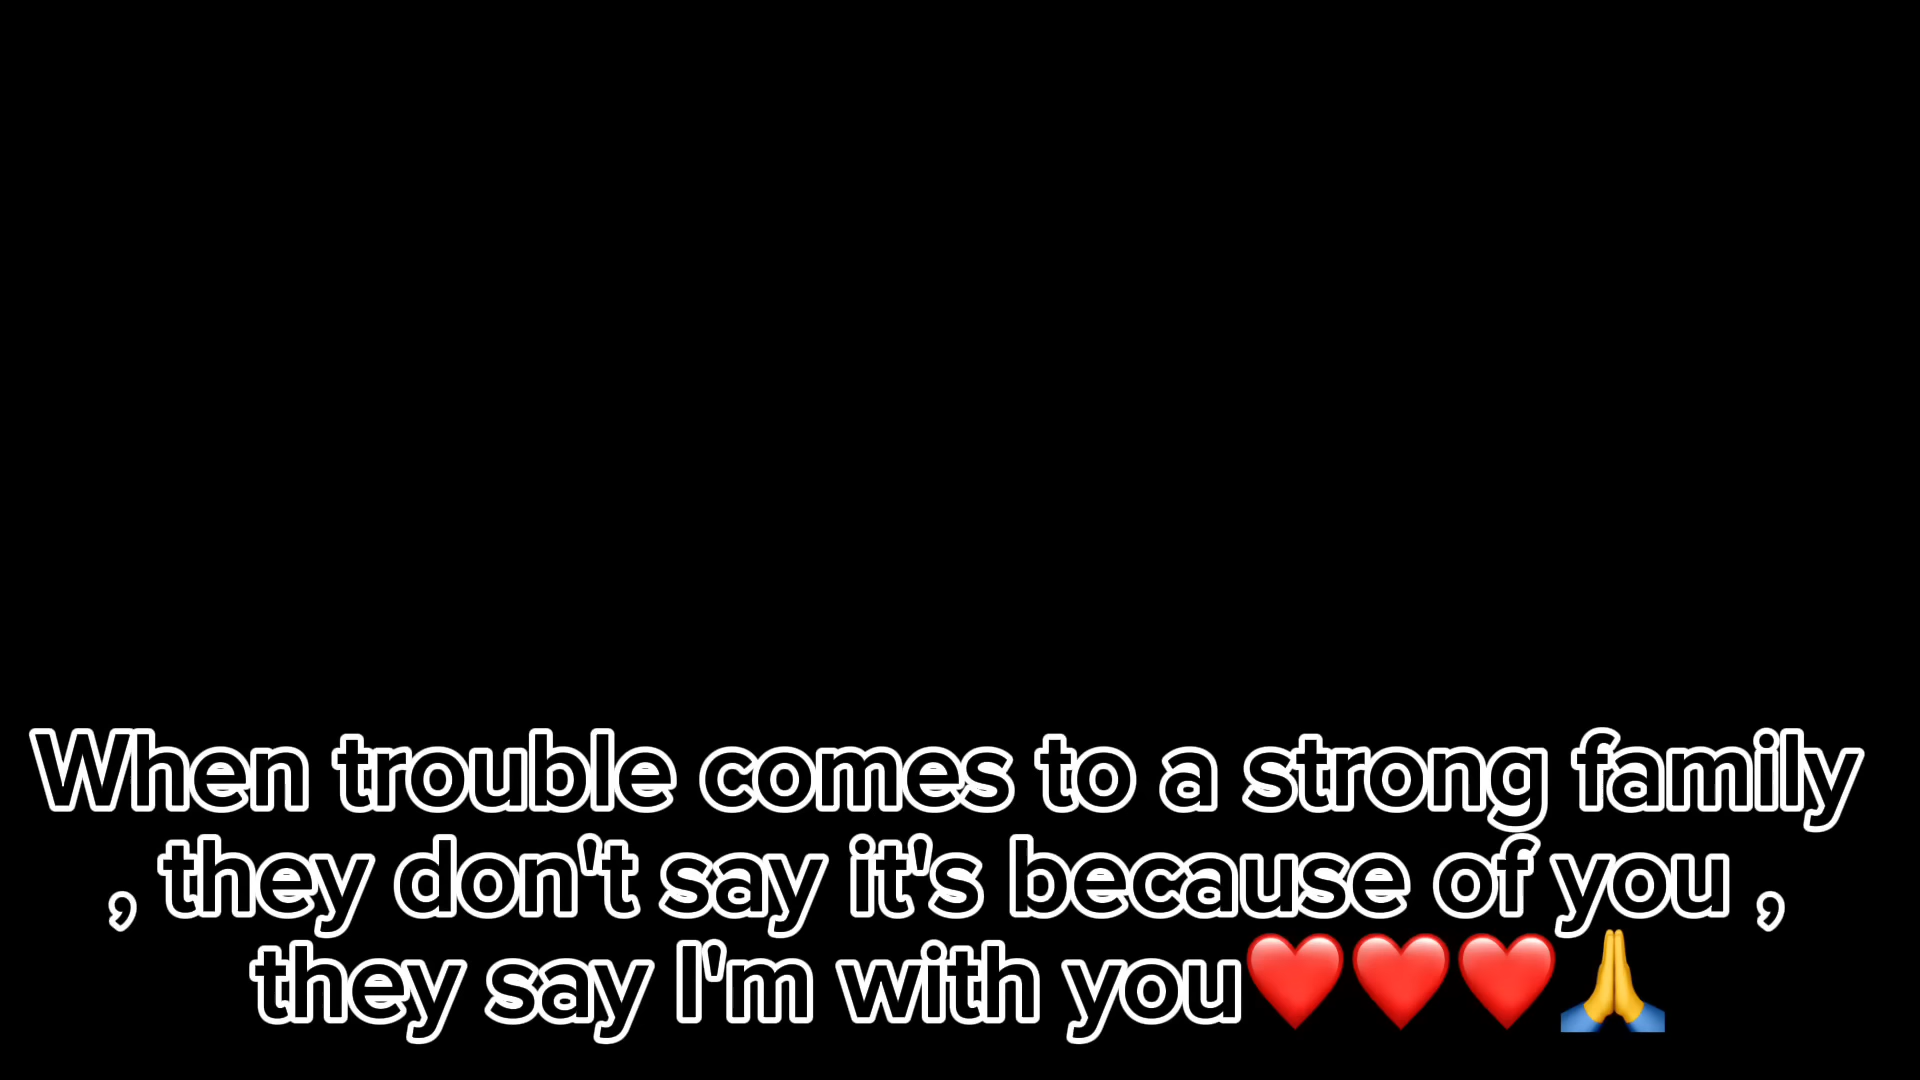 When trouble comes to a strong family
, they don't say it's because of you ,
they say I'm with you❤️❤️❤️🙏